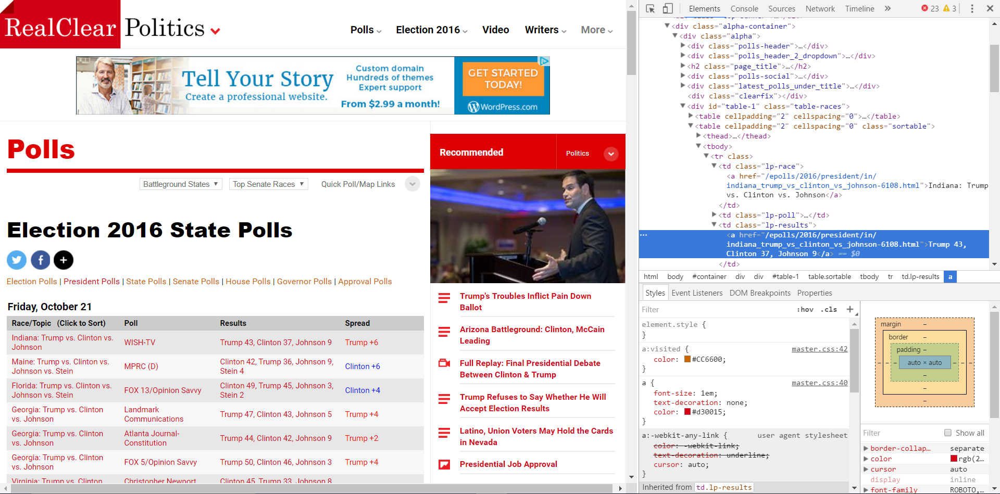 RealClear Politics
Polls Election 2016 Video Writers More
Tell Your Story
Create a professional website.
Custom domain
Hundreds of themes
Expert support
From $2.99 a month!
GET STARTED
TODAY!
WordPress.com
Polls
Battleground States ▼ Top Senate Races ▼ Quick Poll/Map Links
Election 2016 State Polls
Election Polls | President Polls | State Polls | Senate Polls | House Polls | Governor Polls | Approval Polls
Friday, October 21
Race/Topic (Click to Sort) Poll Results Spread
Indiana: Trump vs. Clinton vs.
Johnson
WISH-TV
Trump 43, Clinton 37, Johnson 9
Trump +6
Maine: Trump vs. Clinton vs.
Johnson vs. Stein
MPRC (D)
Clinton 42, Trump 36, Johnson 9,
Stein 4
Clinton +6
Florida: Trump vs. Clinton vs.
Johnson vs. Stein
FOX 13/Opinion Savvy
Clinton 49, Trump 45, Johnson 3,
Stein 2
Clinton +4
Georgia: Trump vs. Clinton
vs. Johnson
Landmark
Communications
Trump 47, Clinton 43, Johnson 5
Trump +4
Georgia: Trump vs. Clinton
vs. Johnson
Atlanta Journal-
Constitution
Trump 44, Clinton 42, Johnson 9
Trump +2
Georgia: Trump vs. Clinton
vs. Johnson
FOX 5/Opinion Savvy
Trump 50, Clinton 46, Johnson 3
Trump +4
Virginia: Trump vs. Clinton
Christopher Newport
Clinton 45, Trump 33, Johnson 8
Recommended
Politics
Trump's Troubles Inflict Pain Down
Ballot
Arizona Battleground: Clinton, McCain
Leading
Full Replay: Final Presidential Debate
Between Clinton & Trump
Trump Refuses to Say Whether He Will
Accept Election Results
Latino, Union Voters May Hold the Cards
in Nevada
Presidential Job Approval
Elements Console Sources Network Timeline » 23 3
<div class="alpha-container">
<div class="alpha">
<div class="polls-header">…</div>
<div class="polls_header_2_dropdown">…</div>
<h2 class="page_title">…</h2>
<div class="polls-social">…</div>
<div class="latest_polls_under_title">…</div>
<div class="clearfix"></div>
<div id="table-1" class="table-races">
<table cellpadding="2" cellspacing="0">…</table>
<table cellpadding="2" cellspacing="0" class="sortable">
<thead>…</thead>
<tbody>
<tr class>
<td class="lp-race">
<a href="/epolls/2016/president/in/
indiana_trump_vs_clinton_vs_johnson-6108.html">Indiana: Trump
vs. Clinton vs. Johnson</a>
</td>
<td class="lp-poll">…</td>
<td class="lp-results">
<a href="/epolls/2016/president/in/
indiana_trump_vs_clinton_vs_johnson-6108.html">Trump 43,
Clinton 37, Johnson 9</a> == $0
</td>
html body #container div div #table-1 table.sortable tbody tr td.lp-results a
Styles Event Listeners DOM Breakpoints Properties
Filter :hov .cls +
element.style {
}
a:visited { master.css:42
color: #CC6600;
}
a { master.css:40
font-size: 1em;
text-decoration: none;
color: #d30015;
}
a:-webkit-any-link { user agent stylesheet
color: -webkit-link;
text-decoration: underline;
cursor: auto;
}
Inherited from td.lp-results
margin –
border –
padding –
– – – auto × auto – – –
–
–
–
Filter Show all
border-collap… separate
color rgb(2…
cursor auto
display inline
font-family ROBOTO,…